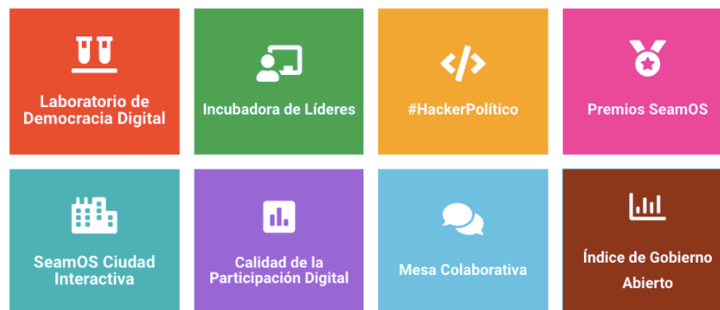 Laboratorio de
Democracia Digital
Incubadora de Líderes
#HackerPolítico
Premios SeamOS
SeamOS Ciudad
Interactiva
Calidad de la
Participación Digital
Mesa Colaborativa
Índice de Gobierno
Abierto